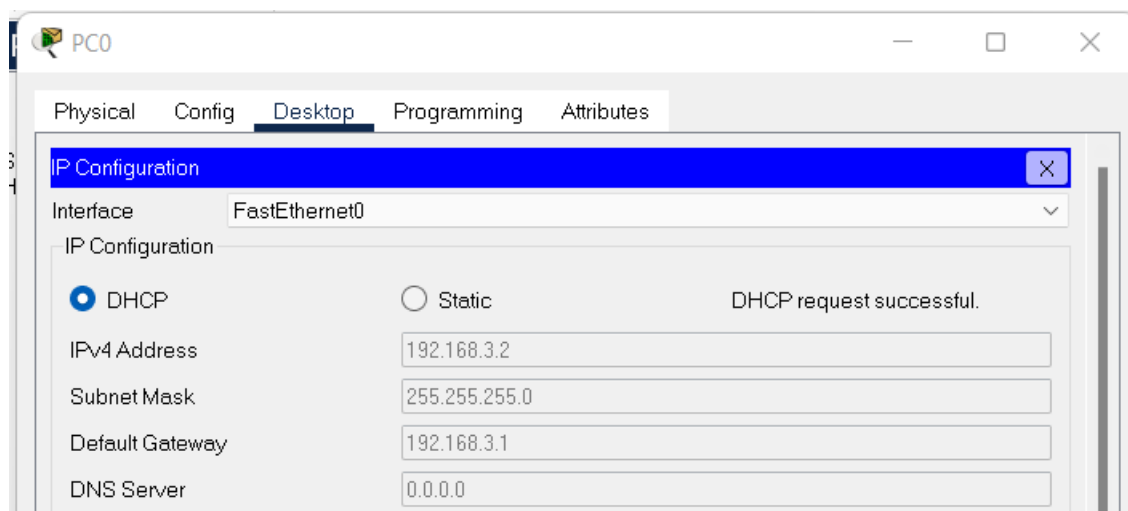 PC0
Physical Config Desktop Programming Attributes
IP Configuration X
Interface FastEthernet0
IP Configuration
DHCP Static DHCP request successful.
IPv4 Address 192.168.3.2
Subnet Mask 255.255.255.0
Default Gateway 192.168.3.1
DNS Server 0.0.0.0